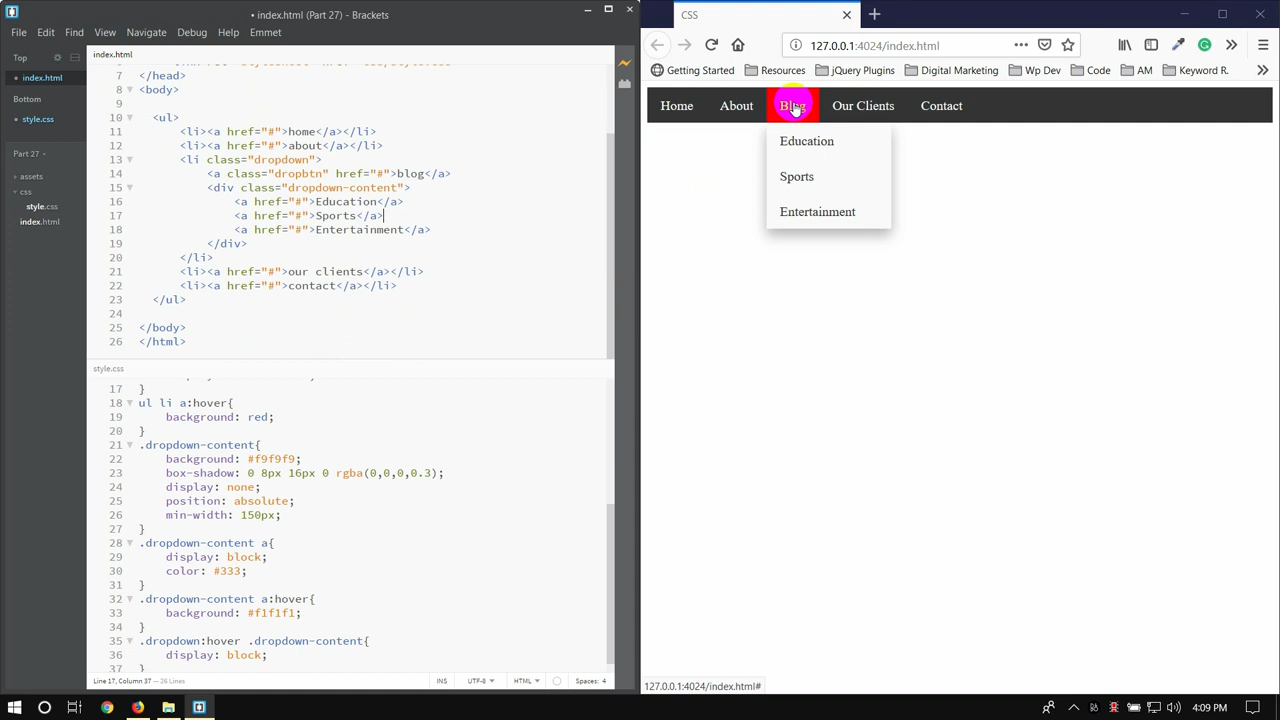 • index.html (Part 27) - Brackets
File Edit Find View Navigate Debug Help Emmet
Top
index.html
Bottom
style.css
Part 27
assets
css
style.css
index.html
index.html
7 </head>
8 <body>
9
10 <ul>
11 <li><a href="#">home</a></li>
12 <li><a href="#">about</a></li>
13 <li class="dropdown">
14 <a class="dropbtn" href="#">blog</a>
15 <div class="dropdown-content">
16 <a href="#">Education</a>
17 <a href="#">Sports</a>
18 <a href="#">Entertainment</a>
19 </div>
20 </li>
21 <li><a href="#">our clients</a></li>
22 <li><a href="#">contact</a></li>
23 </ul>
24
25 </body>
26 </html>
style.css
17 }
18 ul li a:hover{
19 background: red;
20 }
21 .dropdown-content{
22 background: #f9f9f9;
23 box-shadow: 0 8px 16px 0 rgba(0,0,0,0.3);
24 display: none;
25 position: absolute;
26 min-width: 150px;
27 }
28 .dropdown-content a{
29 display: block;
30 color: #333;
31 }
32 .dropdown-content a:hover{
33 background: #f1f1f1;
34 }
35 .dropdown:hover .dropdown-content{
36 display: block;
37 }
Line 17, Column 37 — 26 Lines
INS UTF-8 HTML Spaces: 4
CSS
127.0.0.1:4024/index.html
Getting Started Resources jQuery Plugins Digital Marketing Wp Dev Code AM Keyword R.
Home About Blog Our Clients Contact
Education
Sports
Entertainment
127.0.0.1:4024/index.html#
4:09 PM